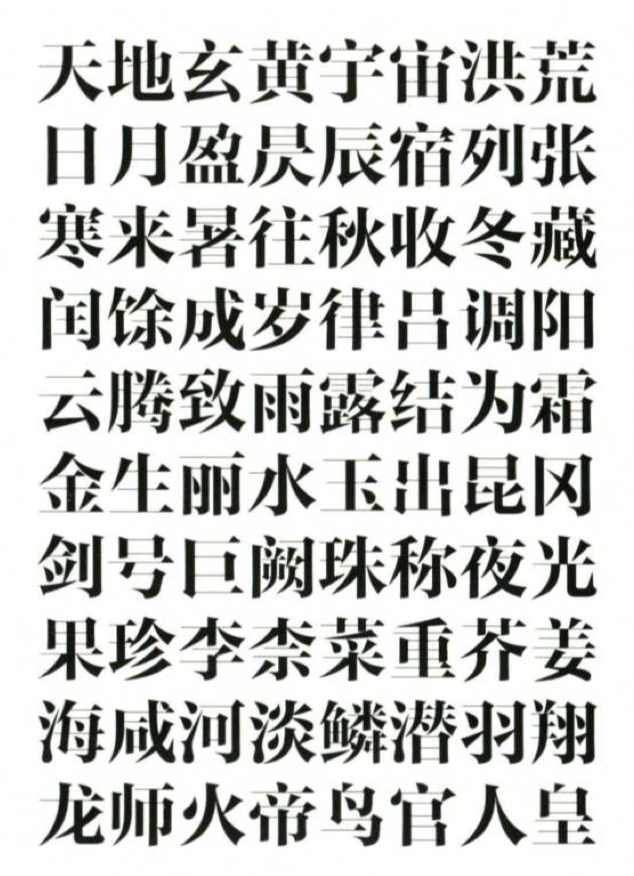 天地玄黄宇宙洪荒
日月盈昃辰宿列张
寒来暑往秋收冬藏
闰馀成岁律吕调阳
云腾致雨露结为霜
金生丽水玉出昆冈
剑号巨阙珠称夜光
果珍李柰菜重芥姜
海咸河淡鳞潜羽翔
龙师火帝鸟官人皇